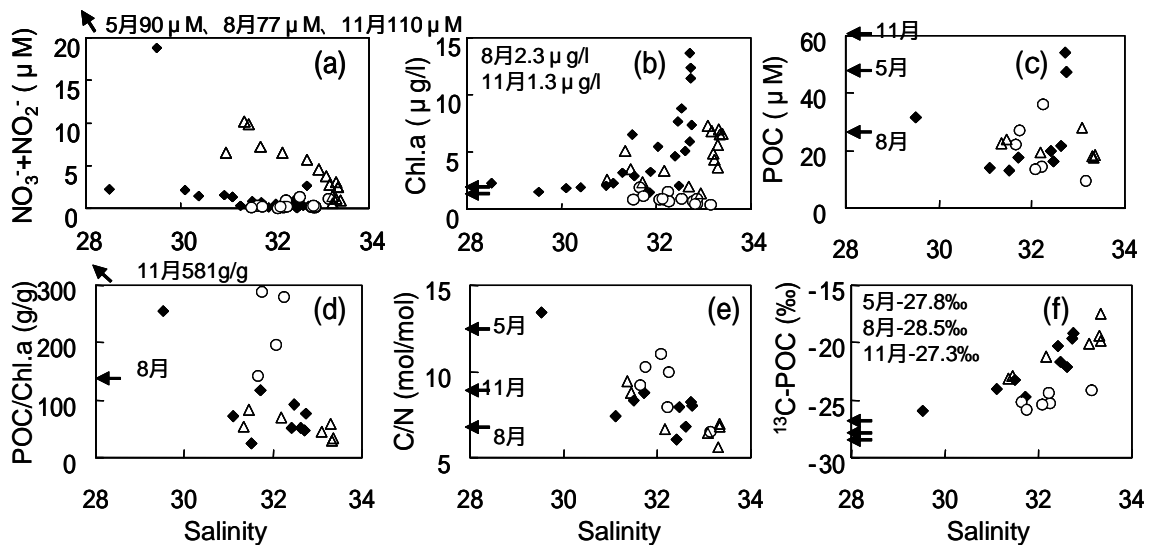 5月90μM、8月77μM、11月110μM
NO₃⁻+NO₂⁻ (μM)
20
15
10
5
0
(a)
28 30 32 34
Chl.a (μg/l)
15
10
5
0
8月2.3μg/l
11月1.3μg/l
(b)
28 30 32 34
POC (μM)
60
40
20
0
11月
5月
8月
(c)
28 30 32 34
11月581g/g
POC/Chl.a (g/g)
300
200
100
0
8月
(d)
28 30 32 34
Salinity
C/N (mol/mol)
15
10
5
5月
11月
8月
(e)
28 30 32 34
Salinity
¹³C-POC (‰)
-15
-20
-25
-30
5月-27.8‰
8月-28.5‰
11月-27.3‰
(f)
28 30 32 34
Salinity